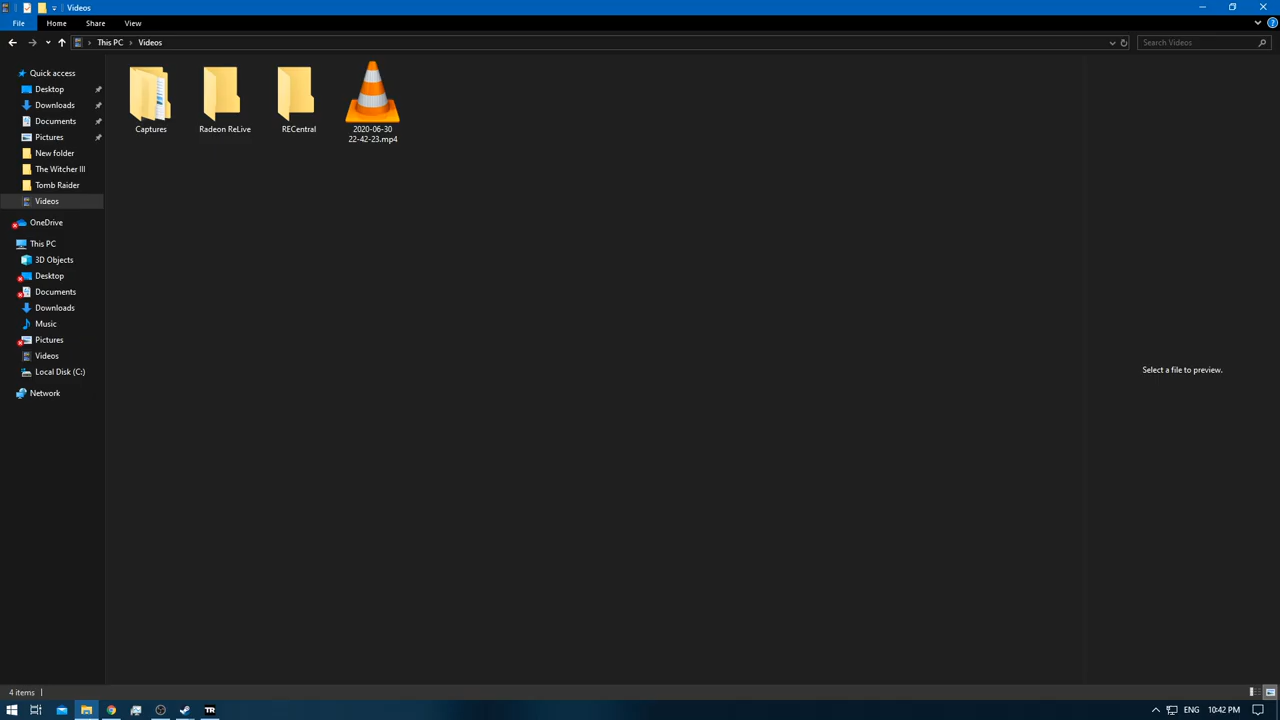 Videos
File Home Share View
This PC Videos Search Videos
Quick access
Desktop
Downloads
Documents
Pictures
New folder
The Witcher III
Tomb Raider
Videos
OneDrive
This PC
3D Objects
Desktop
Documents
Downloads
Music
Pictures
Videos
Local Disk (C:)
Network
Captures
Radeon ReLive
RECentral
2020-06-30
22-42-23.mp4
Select a file to preview.
4 items
TR
ENG 10:42 PM